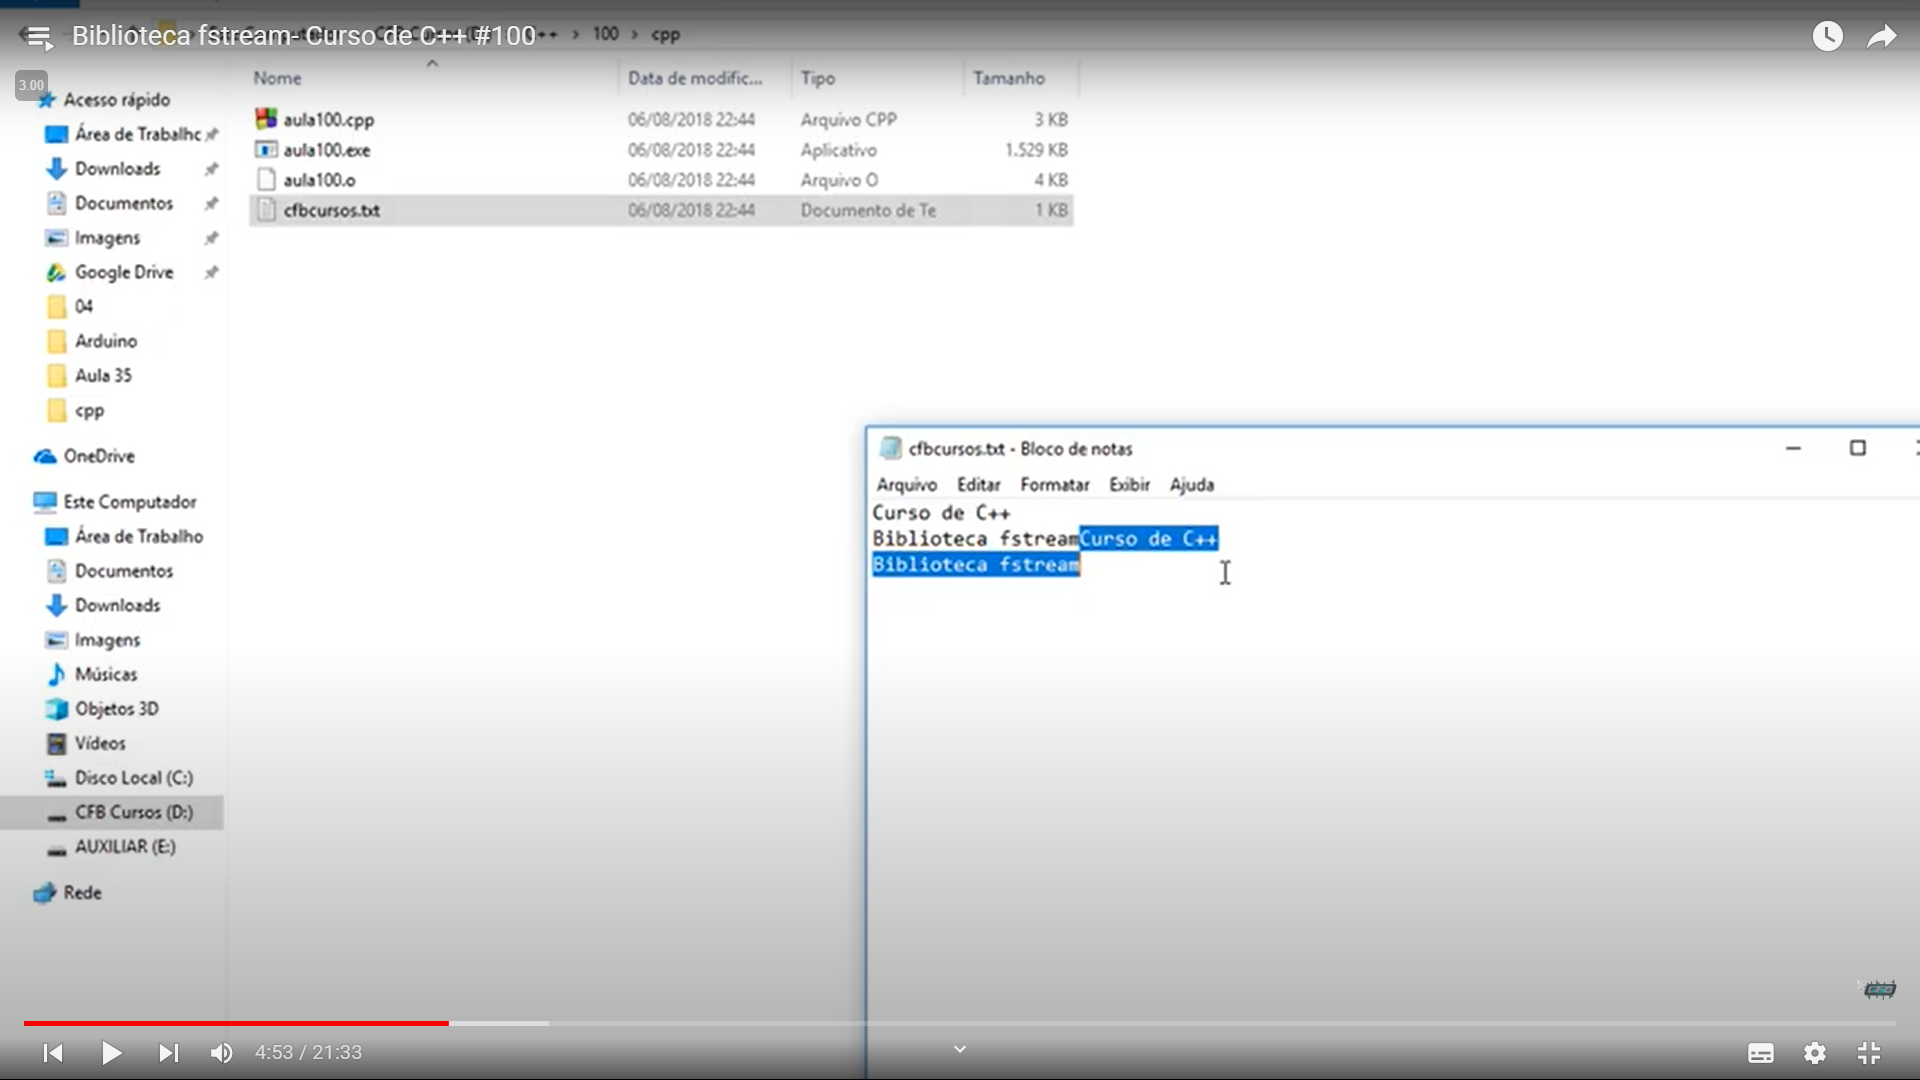 Biblioteca fstream- Curso de C++ #100
100 > cpp
3.00
Nome
Data de modific...
Tipo
Tamanho
aula100.cpp 06/08/2018 22:44 Arquivo CPP 3 KB
aula100.exe 06/08/2018 22:44 Aplicativo 1.529 KB
aula100.o 06/08/2018 22:44 Arquivo O 4 KB
cfbcursos.txt 06/08/2018 22:44 Documento de Te 1 KB
Acesso rápido
Área de Trabalhc
Downloads
Documentos
Imagens
Google Drive
04
Arduino
Aula 35
cpp
OneDrive
Este Computador
Área de Trabalho
Documentos
Downloads
Imagens
Músicas
Objetos 3D
Vídeos
Disco Local (C:)
CFB Cursos (D:)
AUXILIAR (E:)
Rede
cfbcursos.txt - Bloco de notas
Arquivo Editar Formatar Exibir Ajuda
Curso de C++
Biblioteca fstreamCurso de C++
Biblioteca fstream
4:53 / 21:33